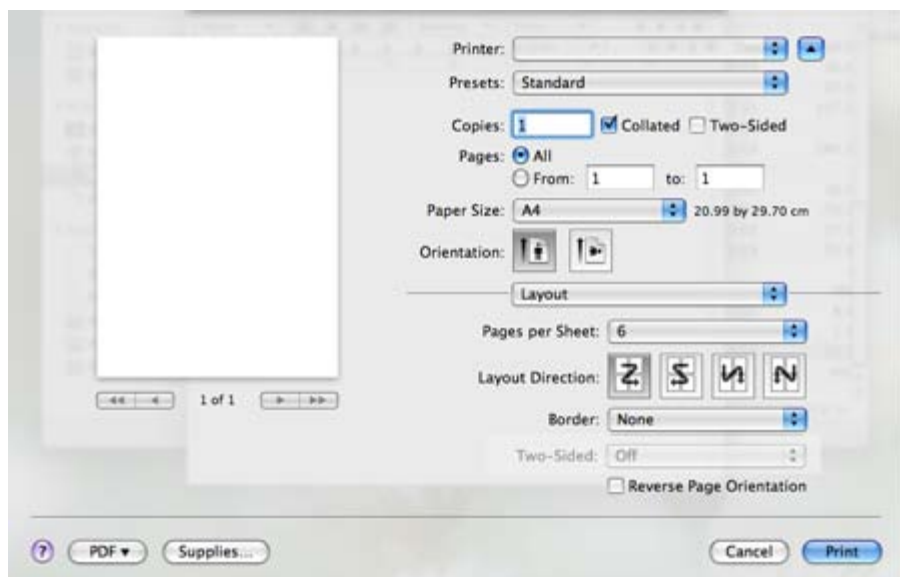 Printer:
Presets: Standard
Copies: 1 Collated Two-Sided
Pages: All
From: 1 to: 1
Paper Size: A4 20.99 by 29.70 cm
Orientation:
Layout
Pages per Sheet: 6
Layout Direction:
1 of 1
Border: None
Two-Sided: Off
Reverse Page Orientation
? PDF Supplies... Cancel Print